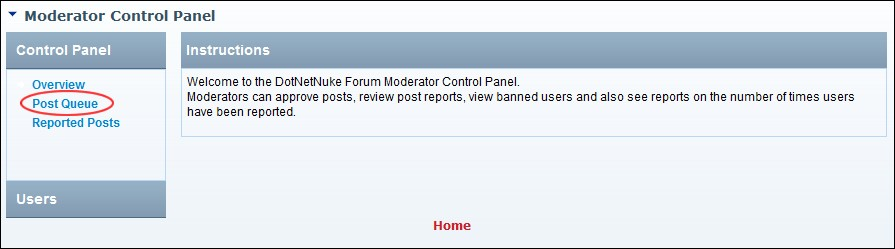 Moderator Control Panel
Control Panel
Overview
Post Queue
Reported Posts
Users
Instructions
Welcome to the DotNetNuke Forum Moderator Control Panel.
Moderators can approve posts, review post reports, view banned users and also see reports on the number of times users
have been reported.
Home